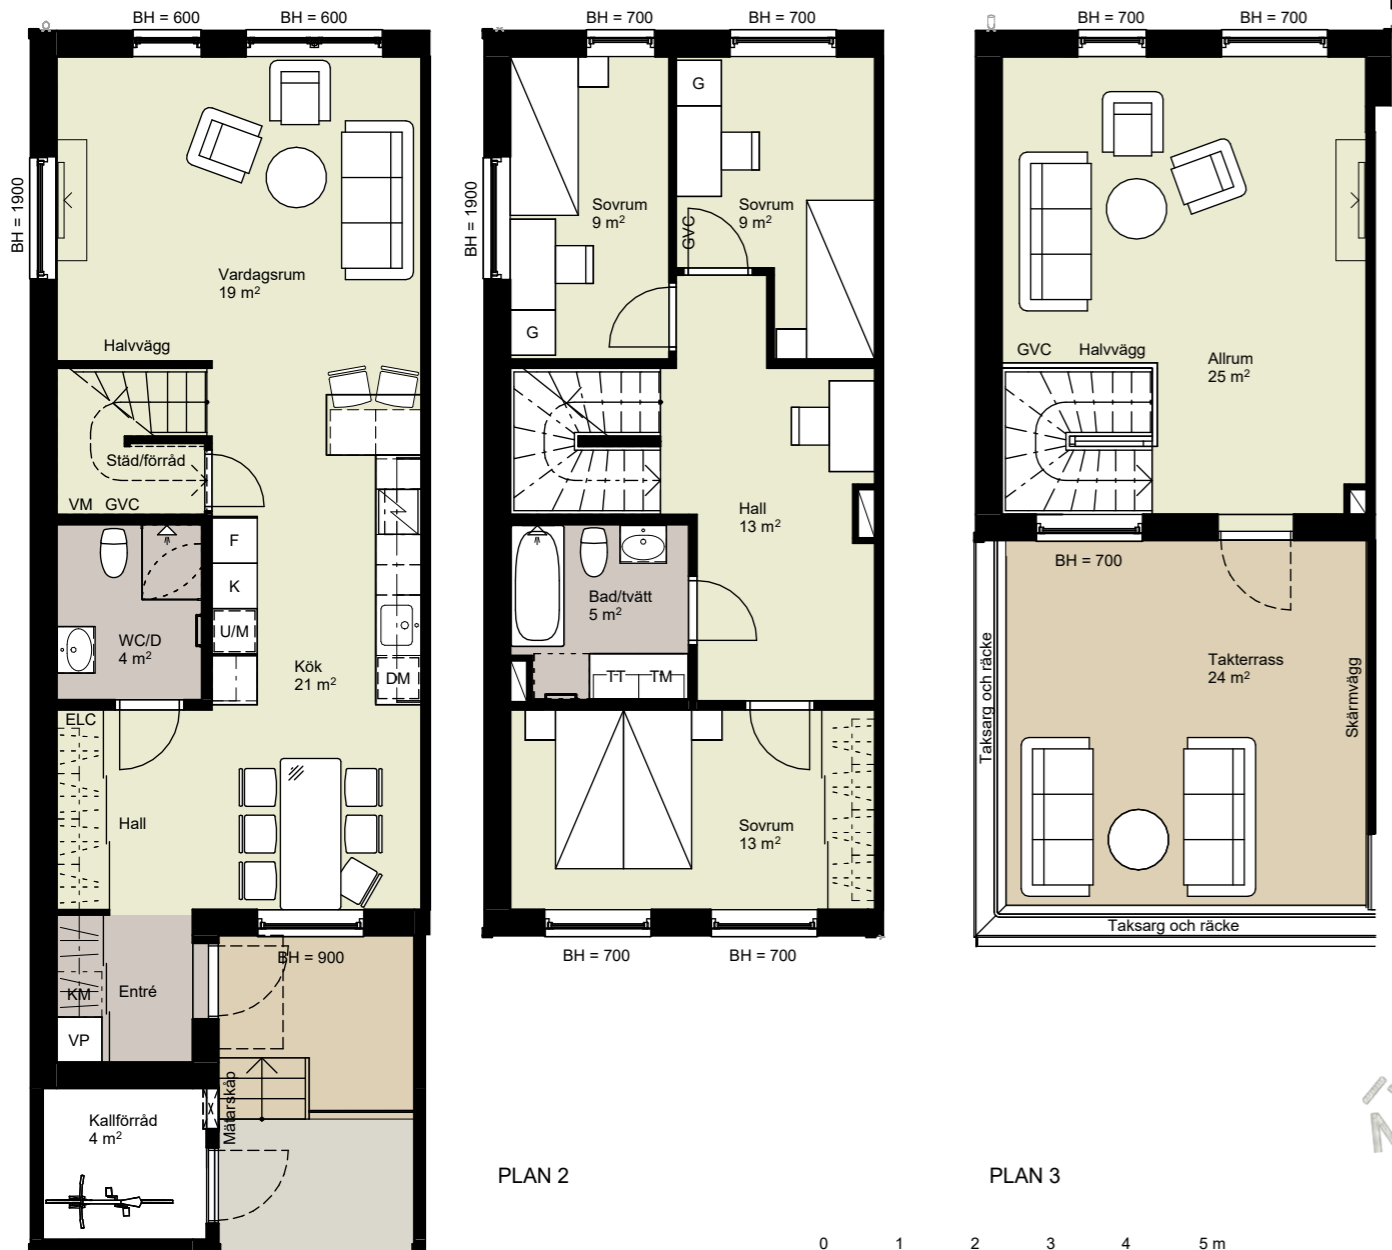 BH = 600
BH = 600
BH = 1900
Vardagsrum
19 m²
Halvvägg
Städ/förråd
VM GVC
F
K
U/M
WC/D
4 m²
Kök
21 m²
DM
ELC
Hall
BH = 900
KM
Entré
VP
Mätarskåp
Kallförråd
4 m²
BH = 700
BH = 700
BH = 1900
G
Sovrum
9 m²
Sovrum
9 m²
GVC
G
Hall
13 m²
Bad/tvätt
5 m²
TT
TM
Sovrum
13 m²
BH = 700
BH = 700
PLAN 2
BH = 700
BH = 700
GVC
Halvvägg
Allrum
25 m²
BH = 700
Taksarg och räcke
Takterrass
24 m²
Skärmvägg
Taksarg och räcke
PLAN 3
0 1 2 3 4 5 m